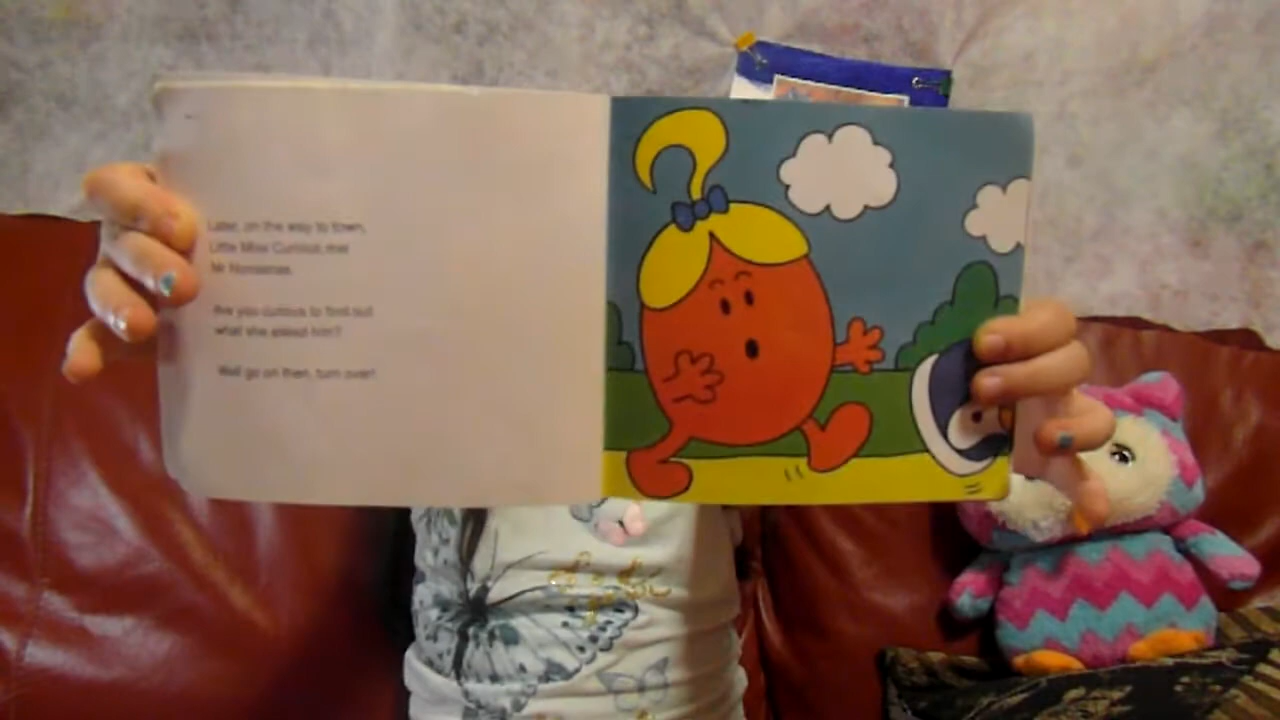 Later, on the way to town,
Little Miss Curious met
Mr Nonsense.
Are you curious to find out
what she asked him?
Well go on then, turn over!